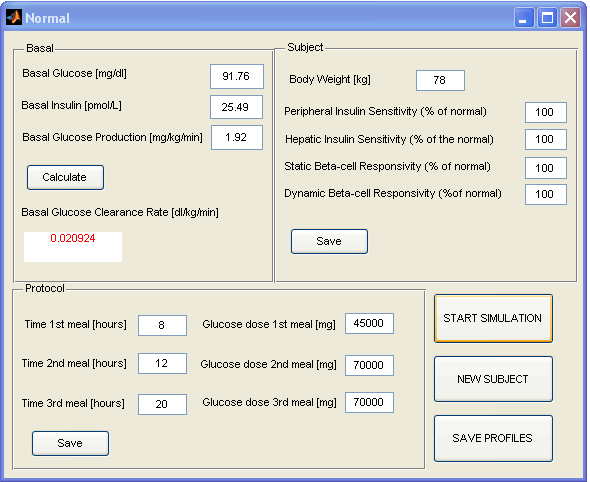 Normal
Basal
Basal Glucose [mg/dl] 91.76
Basal Insulin [pmol/L] 25.49
Basal Glucose Production [mg/kg/min] 1.92
Calculate
Basal Glucose Clearance Rate [dl/kg/min]
0.020924
Subject
Body Weight [kg] 78
Peripheral Insulin Sensitivity (% of normal) 100
Hepatic Insulin Sensitivity (% of the normal) 100
Static Beta-cell Responsivity (% of normal) 100
Dynamic Beta-cell Responsivity (%of normal) 100
Save
Protocol
Time 1st meal [hours] 8 Glucose dose 1st meal [mg] 45000
Time 2nd meal [hours] 12 Glucose dose 2nd meal [mg] 70000
Time 3rd meal [hours] 20 Glucose dose 3rd meal [mg] 70000
Save
START SIMULATION
NEW SUBJECT
SAVE PROFILES